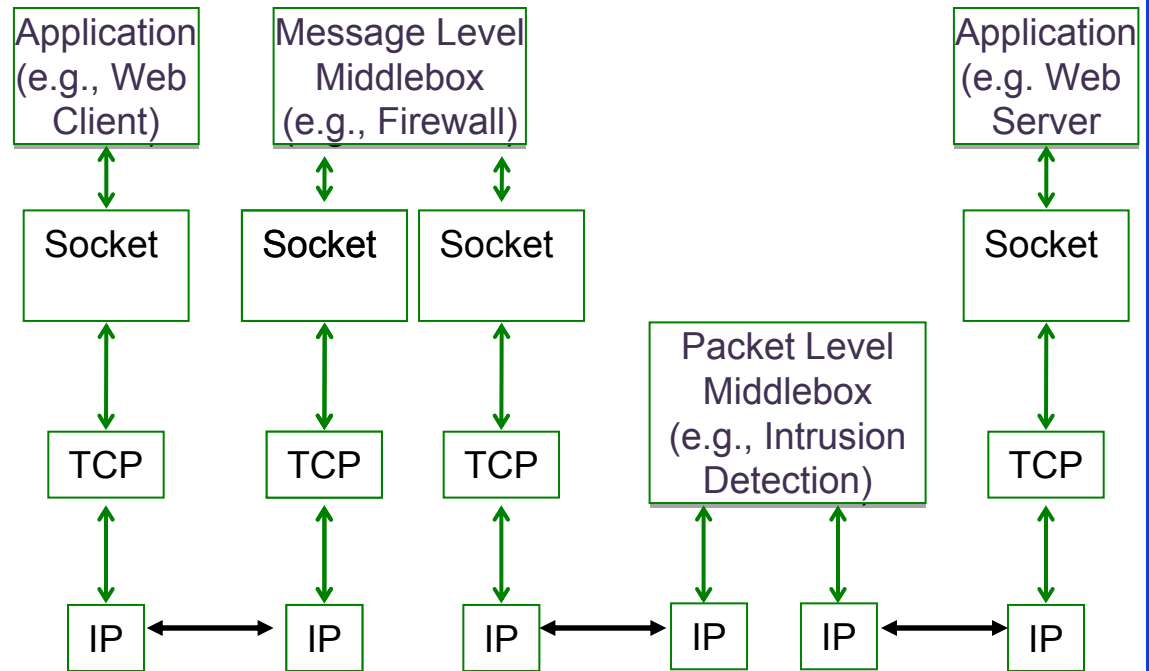 Application
(e.g., Web
Client)
Message Level
Middlebox
(e.g., Firewall)
Application
(e.g. Web
Server
Socket
Socket
Socket
Socket
Packet Level
Middlebox
(e.g., Intrusion
Detection)
TCP
TCP
TCP
TCP
IP
IP
IP
IP
IP
IP